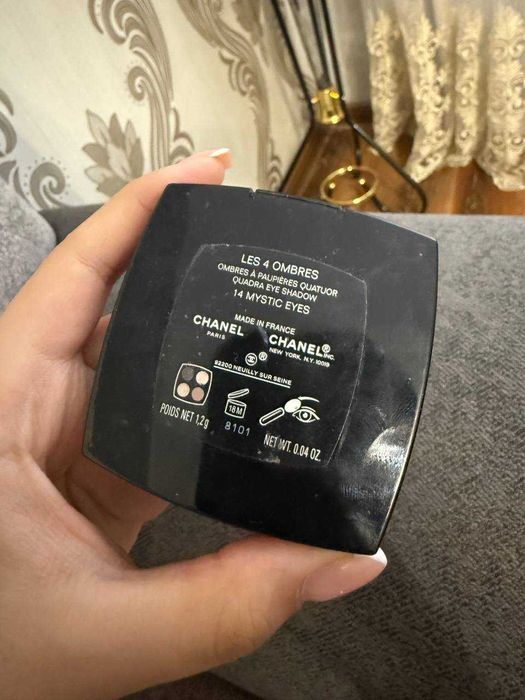 LES 4 OMBRES
OMBRES À PAUPIÈRES QUATUOR
QUADRA EYE SHADOW
14 MYSTIC EYES
MADE IN FRANCE
CHANEL CHANEL® INC.
PARIS NEW YORK, N.Y. 10019
®
92200 NEUILLY SUR SEINE
18M
8101
POIDS NET 1,2g NET WT. 0.04 OZ.